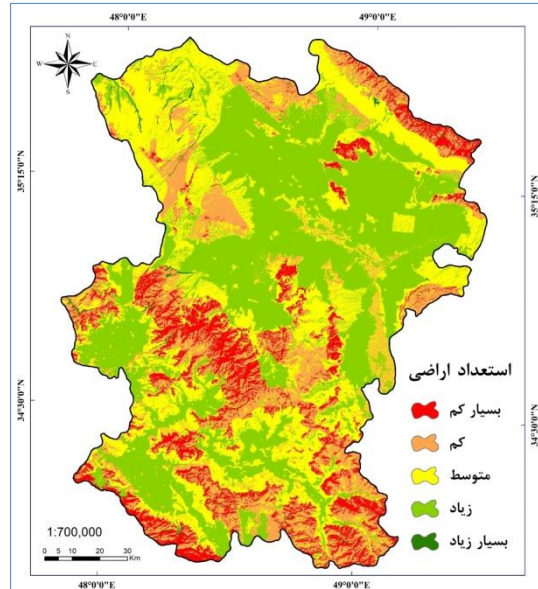 48°0'0"E
49°0'0"E
N
W
E
S
35°15'0"N
35°15'0"N
34°30'0"N
34°30'0"N
استعداد اراضی
بسیار کم
کم
متوسط
زیاد
بسیار زیاد
1:700,000
0 5 10 20 30
Km
48°0'0"E
49°0'0"E